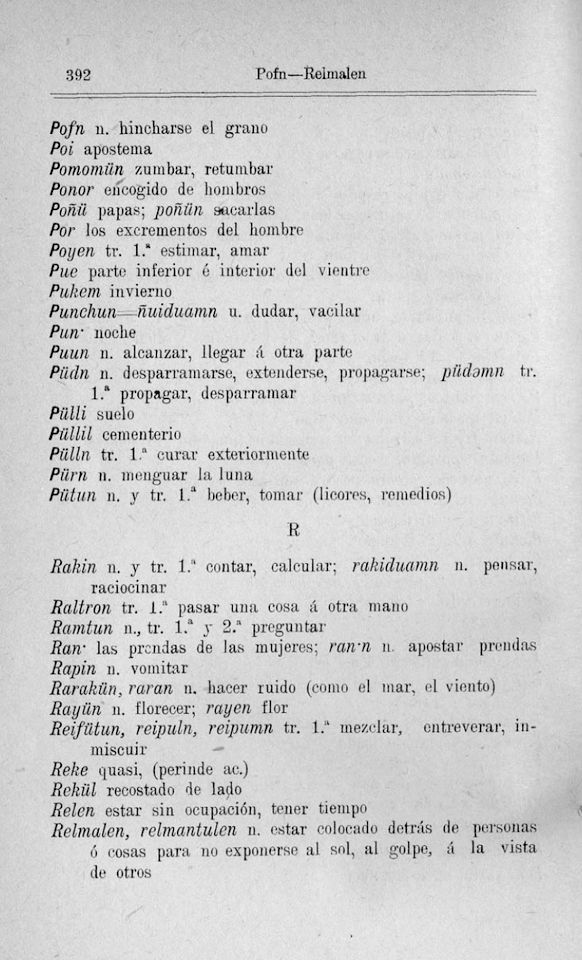 392 Pofn—Relmalen
Pofn n. hincharse el grano
Poi apostema
Pomomün zumbar, retumbar
Ponor encogido de hombros
Poñü papas; poñün sacarlas
Por los excrementos del hombre
Poyen tr. 1.ª estimar, amar
Pue parte inferior é interior del vientre
Pukem invierno
Punchun=ñuiduamn u. dudar, vacilar
Pun· noche
Puun n. alcanzar, llegar á otra parte
Püdn n. desparramarse, extenderse, propagarse; püdəmn tr.
1.ª propagar, desparramar
Pülli suelo
Püllil cementerio
Pülln tr. 1.ª curar exteriormente
Pürn n. menguar la luna
Pütun n. y tr. 1.ª beber, tomar (licores, remedios)
R
Rakin n. y tr. 1.ª contar, calcular; rakiduamn n. pensar,
raciocinar
Raltron tr. 1.ª pasar una cosa á otra mano
Ramtun n., tr. 1.ª y 2.ª preguntar
Ran· las prendas de las mujeres; ran·n n. apostar prendas
Rapin n. vomitar
Rarakün, raran n. hacer ruido (como el mar, el viento)
Rayün n. florecer; rayen flor
Reifütun, reipuln, reipumn tr. 1.ª mezclar, entreverar, in-
miscuir
Reke quasi, (perinde ac.)
Rekül recostado de lado
Relen estar sin ocupación, tener tiempo
Relmalen, relmantulen n. estar colocado detrás de personas
ó cosas para no exponerse al sol, al golpe, á la vista
de otros